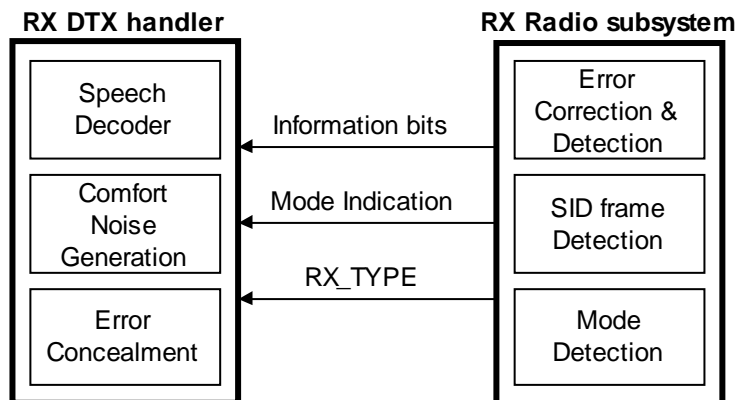 RX DTX handler
RX Radio subsystem
Speech
Decoder
Comfort
Noise
Generation
Error
Concealment
Information bits
Mode Indication
RX_TYPE
Error
Correction &
Detection
SID frame
Detection
Mode
Detection